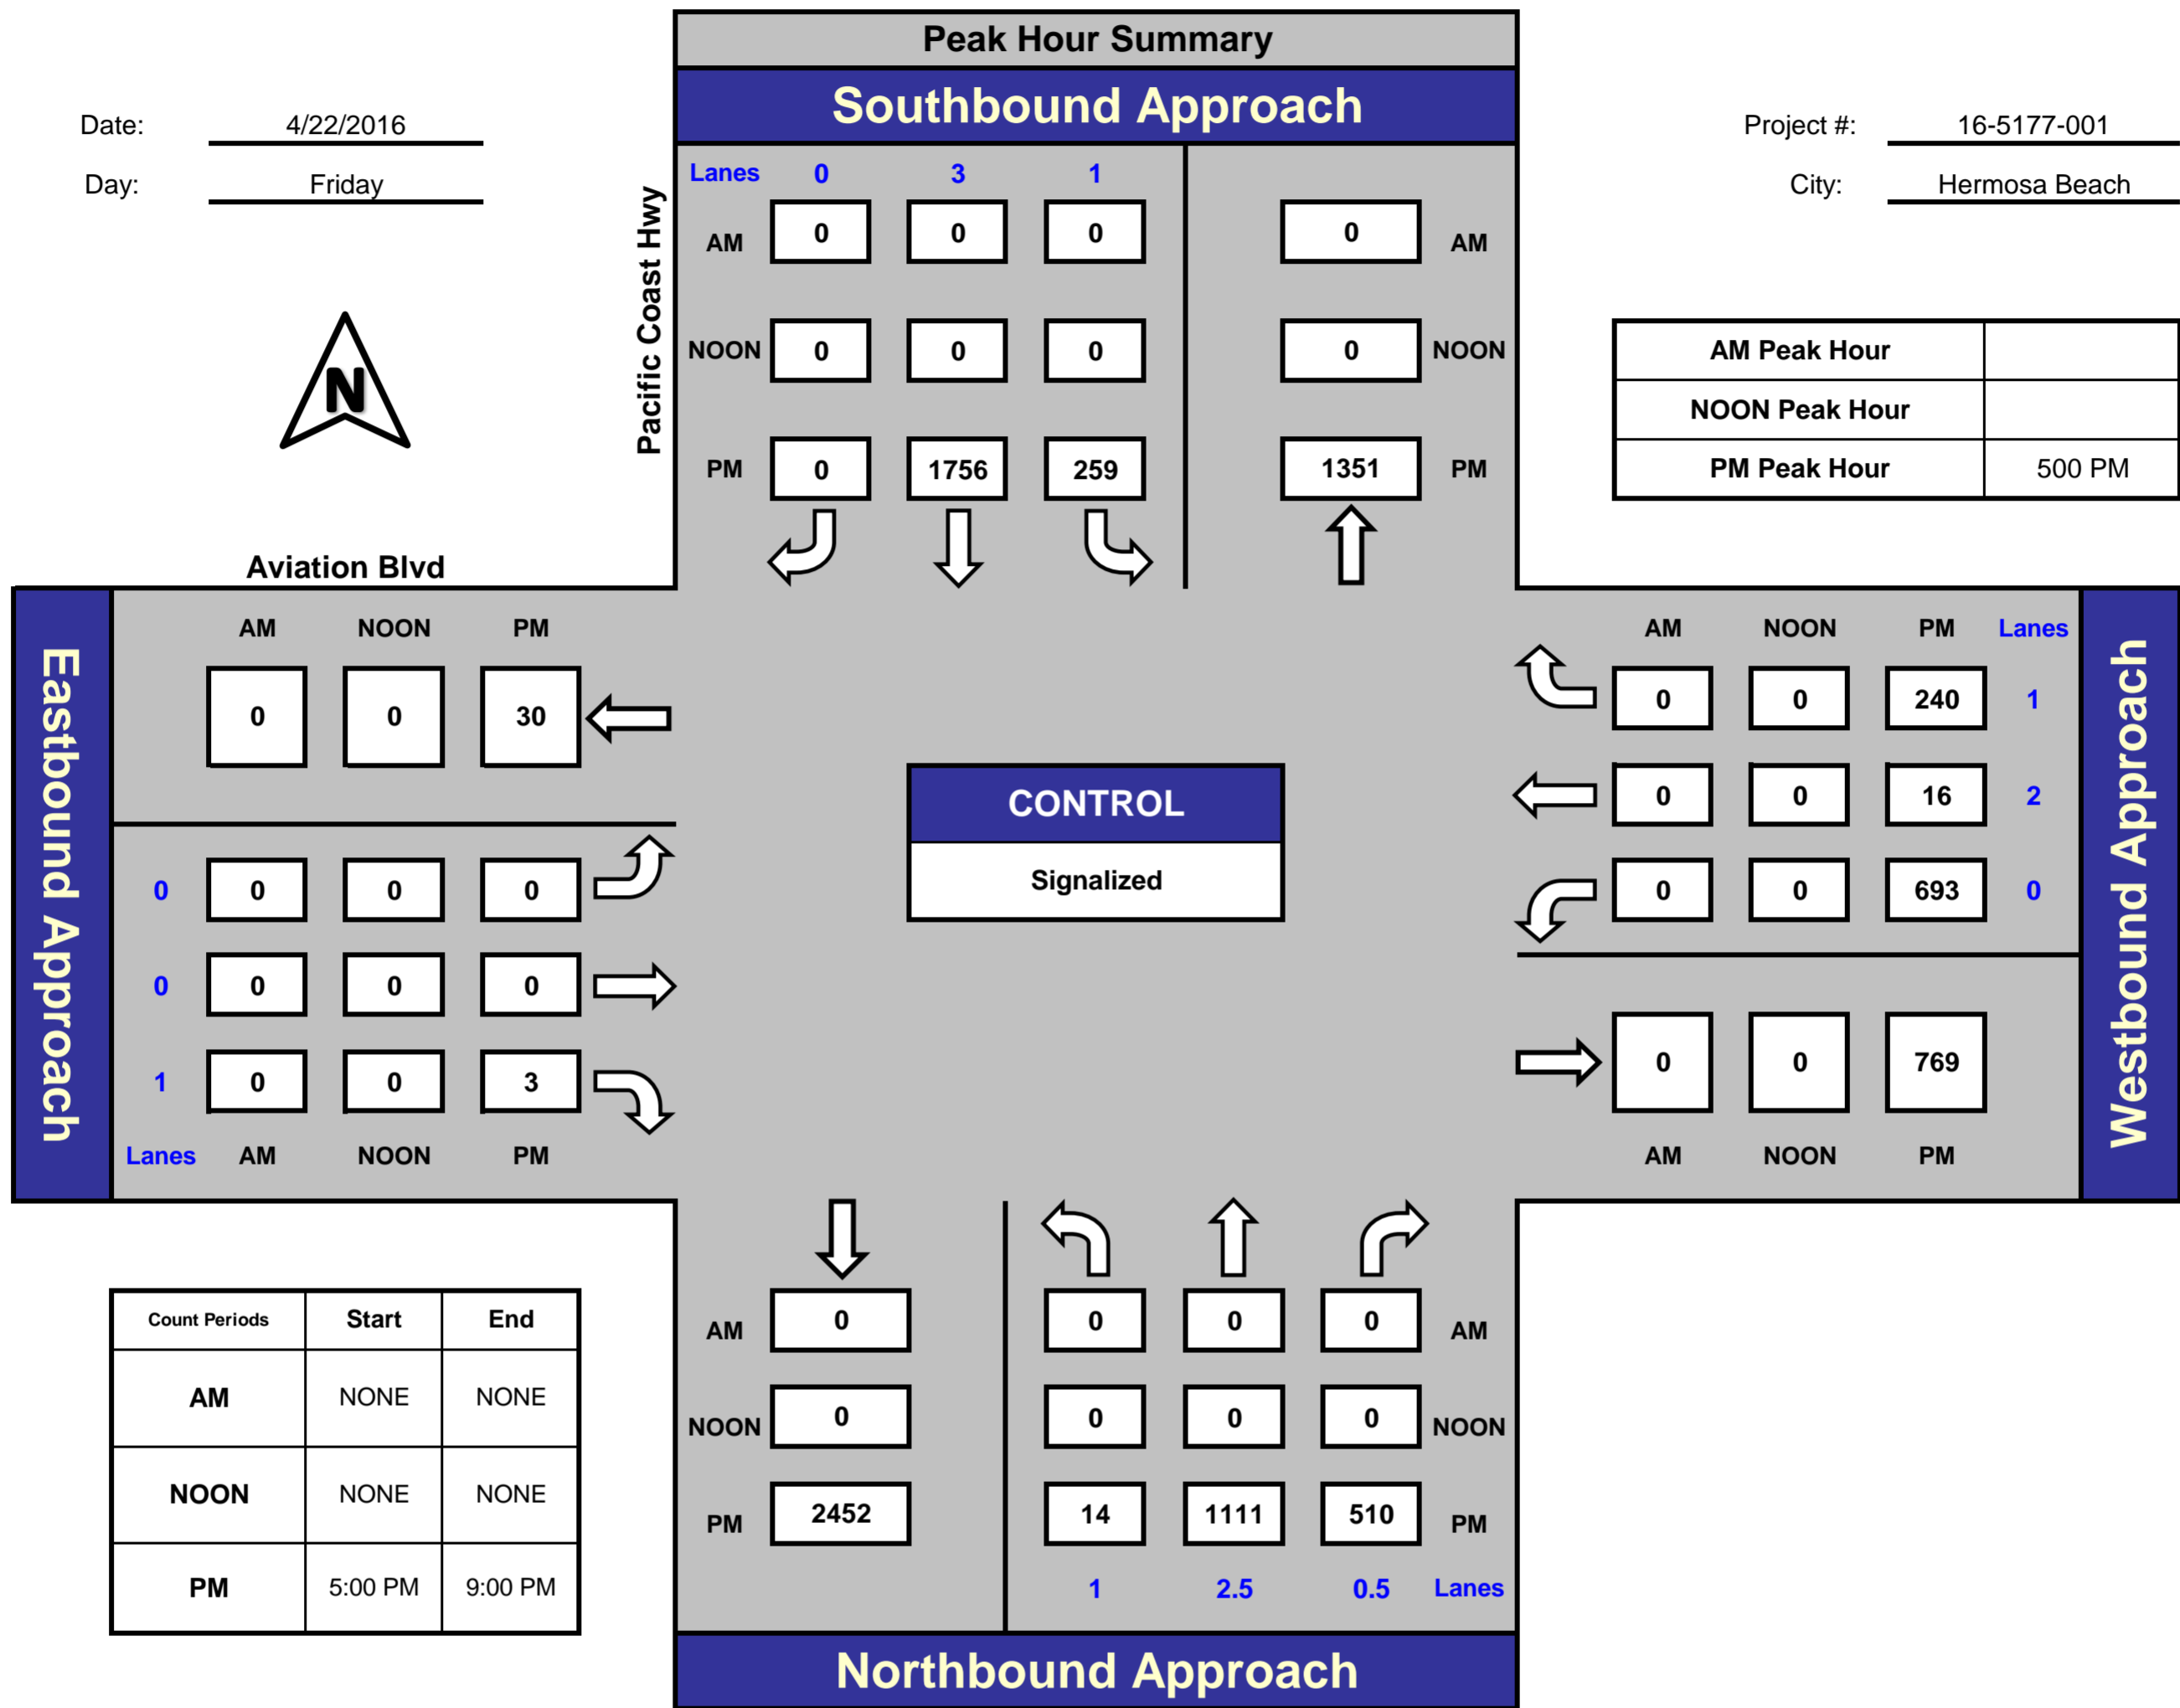 Peak Hour Summary
Southbound Approach
Date: 4/22/2016
Project #: 16-5177-001
Day: Friday
City: Hermosa Beach
Pacific Coast Hwy
Lanes 0 3 1
AM 0 0 0 0 AM
NOON 0 0 0 0 NOON
PM 0 1756 259 1351 PM
N
AM Peak Hour
NOON Peak Hour
PM Peak Hour 500 PM
Aviation Blvd
Eastbound Approach
AM NOON PM
0 0 30
0 0 0 0
0 0 0 0
1 0 0 3
Lanes AM NOON PM
CONTROL
Signalized
AM NOON PM Lanes
0 0 240 1
0 0 16 2
0 0 693 0
0 0 769
AM NOON PM
Westbound Approach
Count Periods Start End
AM NONE NONE
NOON NONE NONE
PM 5:00 PM 9:00 PM
AM 0 0 0 0 AM
NOON 0 0 0 0 NOON
PM 2452 14 1111 510 PM
1 2.5 0.5 Lanes
Northbound Approach